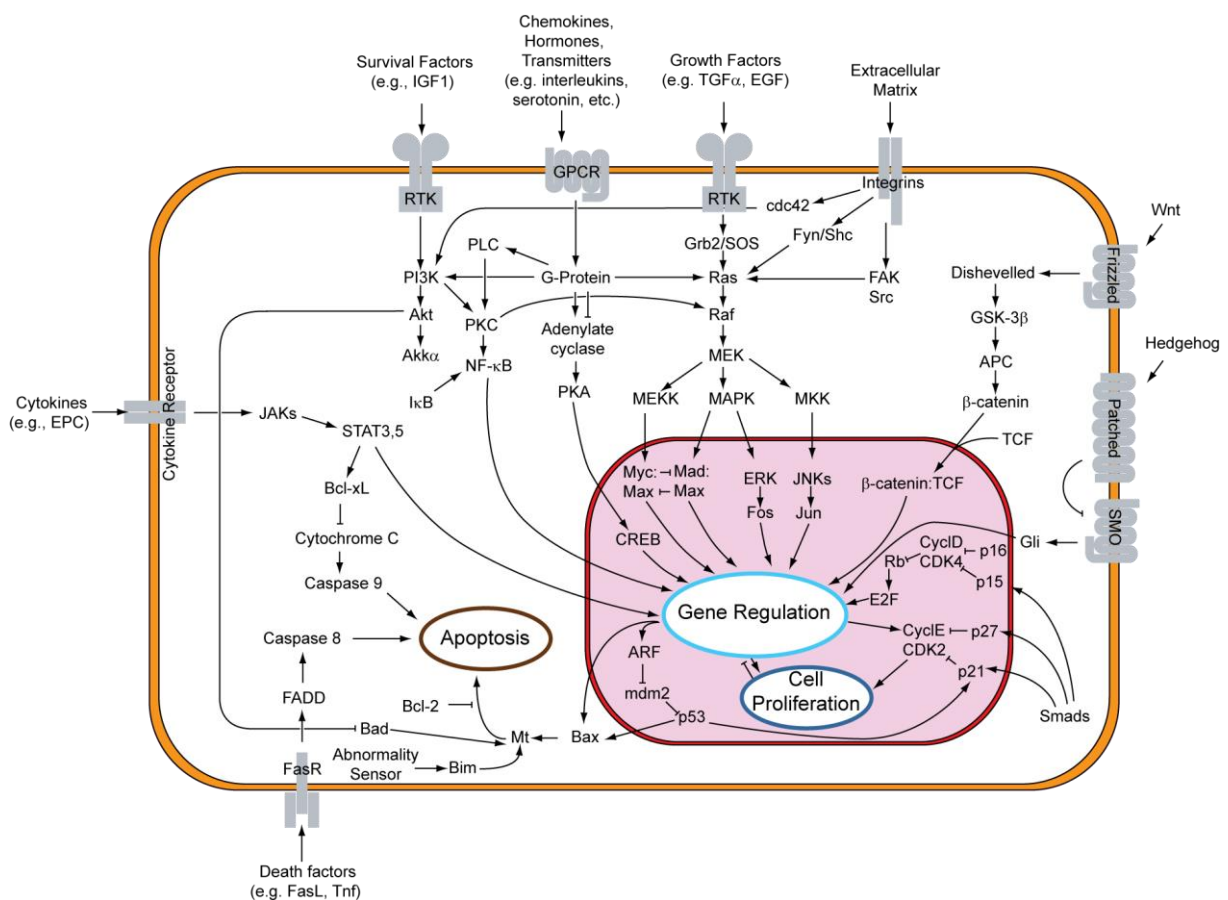 Chemokines,
Hormones,
Transmitters
(e.g. interleukins,
serotonin, etc.)
Survival Factors
(e.g., IGF1)
Growth Factors
(e.g. TGFα, EGF)
Extracellular
Matrix
RTK
GPCR
RTK
Integrins
cdc42
Wnt
Grb2/SOS
Fyn/Shc
PLC
Frizzled
PI3K
G-Protein
Ras
FAK
Src
Dishevelled
Akt
PKC
Adenylate
cyclase
Raf
GSK-3β
Akkα
NF-κB
MEK
APC
Hedgehog
IκB
PKA
MEKK
MAPK
MKK
β-catenin
Patched
Cytokines
(e.g., EPC)
Cytokine Receptor
JAKs
STAT3,5
TCF
Bcl-xL
Myc:
Max
Mad:
Max
ERK
JNKs
β-catenin:TCF
Fos
Jun
SMO
Cytochrome C
CREB
Gli
CyclD
CDK4
p16
p15
Rb
E2F
Caspase 9
Gene Regulation
Caspase 8
Apoptosis
ARF
CyclE
CDK2
p27
p21
FADD
mdm2
Cell
Proliferation
Bcl-2
p53
Smads
Bad
Mt
Bax
FasR
Abnormality
Sensor
Bim
Death factors
(e.g. FasL, Tnf)